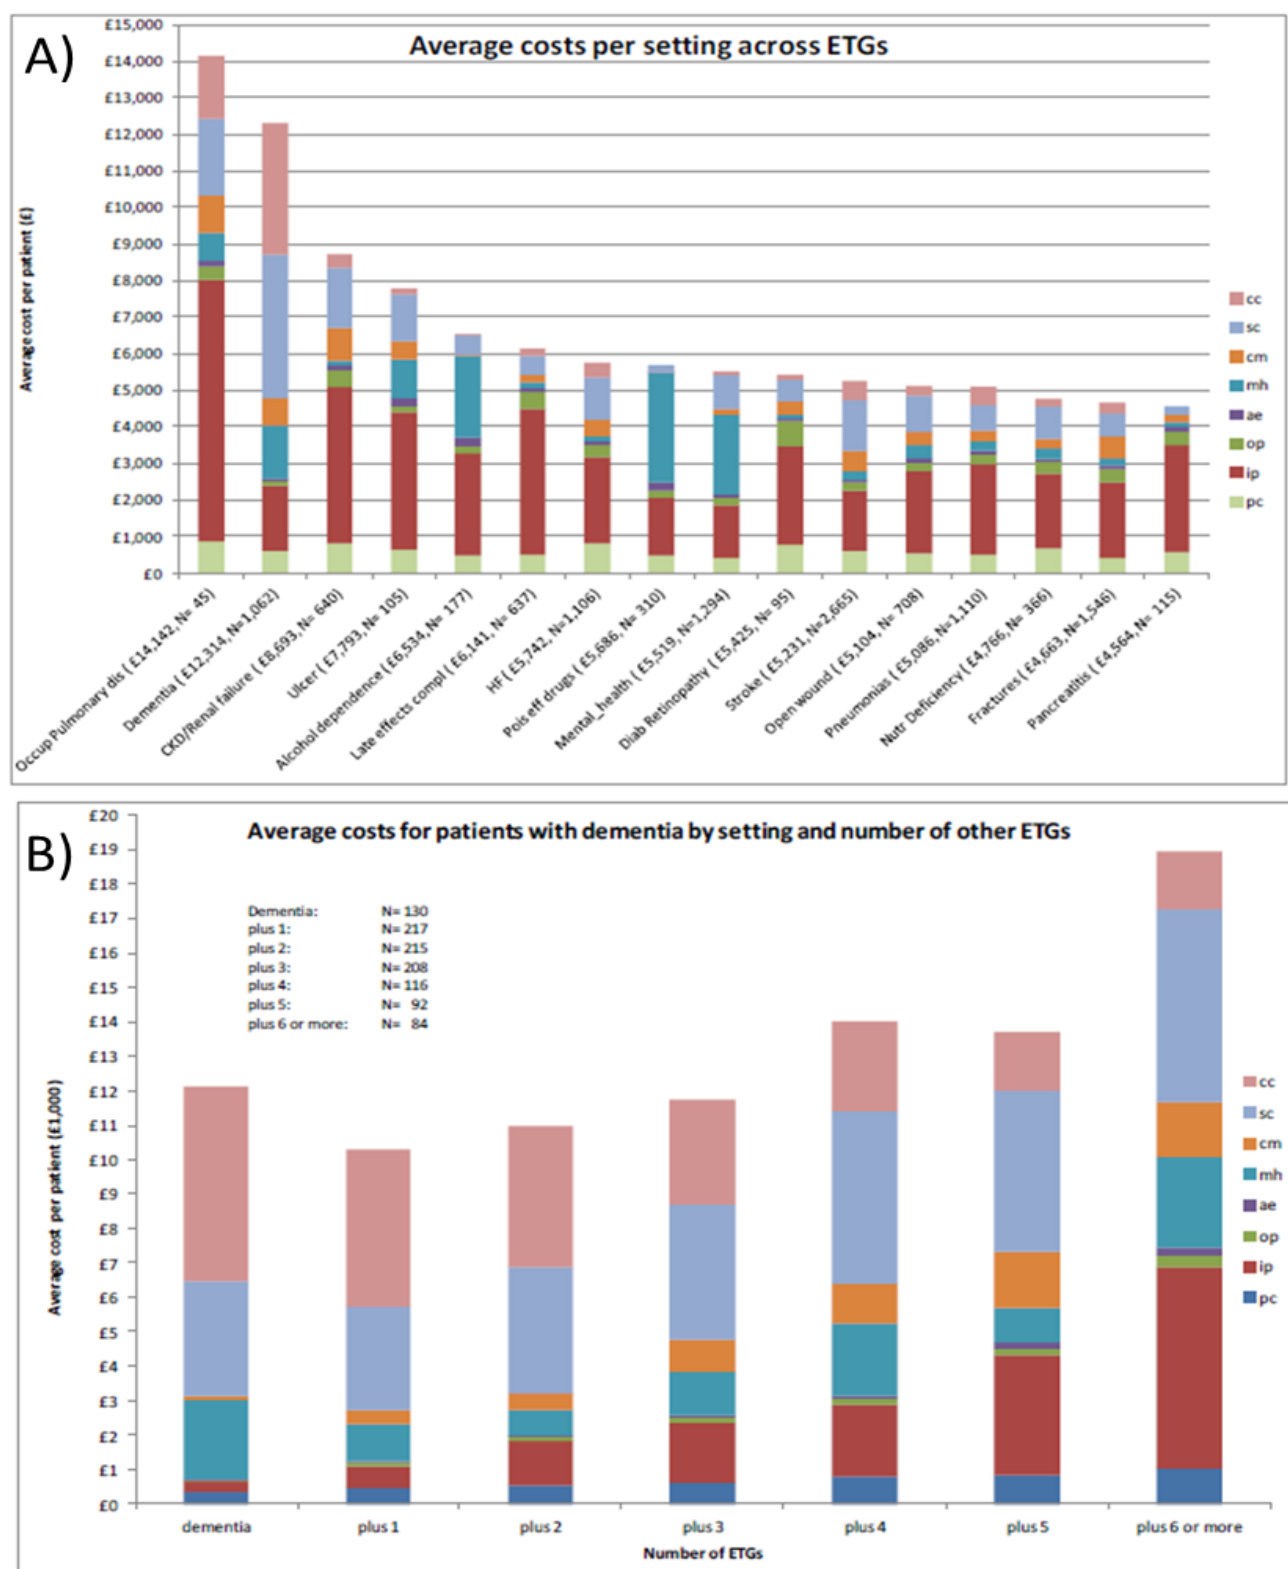 A)
Average costs per setting across ETGs
Average cost per patient (£)
£15,000
£14,000
£13,000
£12,000
£11,000
£10,000
£9,000
£8,000
£7,000
£6,000
£5,000
£4,000
£3,000
£2,000
£1,000
£0
cc
sc
cm
mh
ae
op
ip
pc
Occup Pulmonary dis ( £14,142, N= 45)
Dementia ( £12,314, N=1,062)
CKD/Renal failure ( £8,693, N= 640)
Ulcer ( £7,793, N= 105)
Alcohol dependence ( £6,534, N= 177)
Late effects compl ( £6,141, N= 637)
HF ( £5,742, N=1,106)
Pois eff drugs ( £5,686, N= 310)
Mental_health ( £5,519, N=1,294)
Diab Retinopathy ( £5,425, N= 95)
Stroke ( £5,231, N=2,665)
Open wound ( £5,104, N= 708)
Pneumonias ( £5,086, N=1,110)
Nutr Deficiency ( £4,766, N= 366)
Fractures ( £4,663, N=1,546)
Pancreatitis ( £4,564, N= 115)
B)
Average costs for patients with dementia by setting and number of other ETGs
Average cost per patient (£1,000)
£20
£19
£18
£17
£16
£15
£14
£13
£12
£11
£10
£9
£8
£7
£6
£5
£4
£3
£2
£1
£0
Dementia: N= 130
plus 1: N= 217
plus 2: N= 215
plus 3: N= 208
plus 4: N= 116
plus 5: N= 92
plus 6 or more: N= 84
cc
sc
cm
mh
ae
op
ip
pc
dementia plus 1 plus 2 plus 3 plus 4 plus 5 plus 6 or more
Number of ETGs